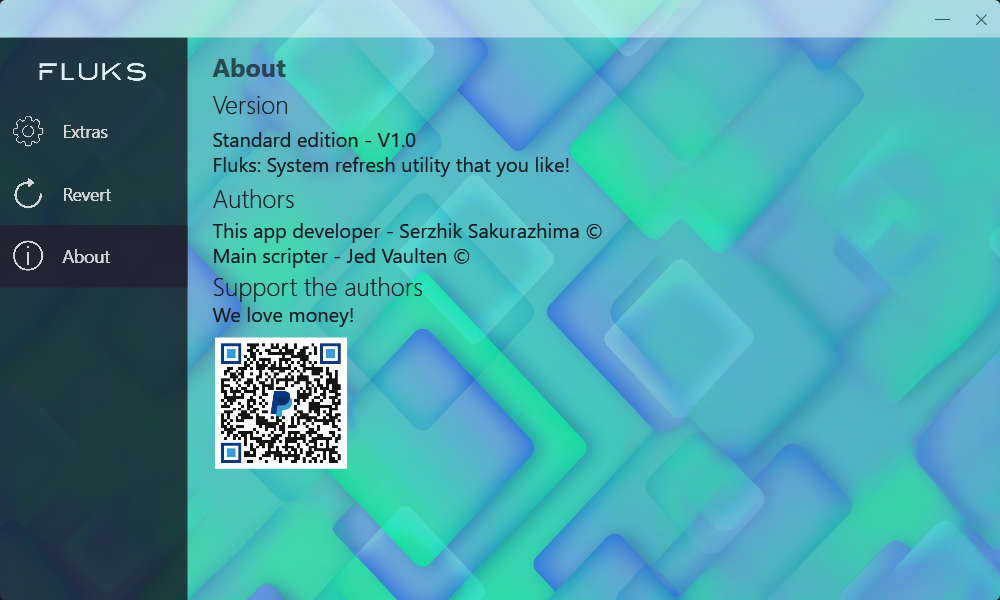 FLUKS
Extras
Revert
About
About
Version
Standard edition - V1.0
Fluks: System refresh utility that you like!
Authors
This app developer - Serzhik Sakurazhima ©
Main scripter - Jed Vaulten ©
Support the authors
We love money!